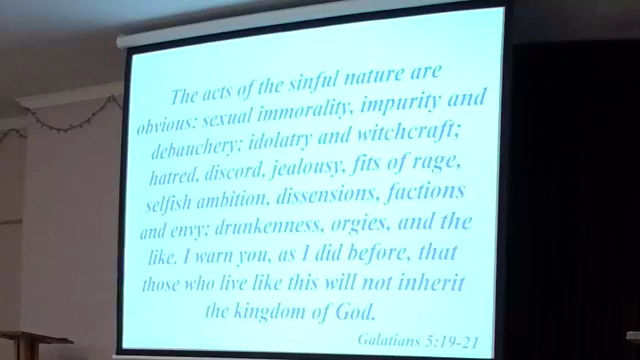 The acts of the sinful nature are
obvious: sexual immorality, impurity and
debauchery; idolatry and witchcraft;
hatred, discord, jealousy, fits of rage,
selfish ambition, dissensions, factions
and envy; drunkenness, orgies, and the
like. I warn you, as I did before, that
those who live like this will not inherit
the kingdom of God.
Galatians 5:19-21